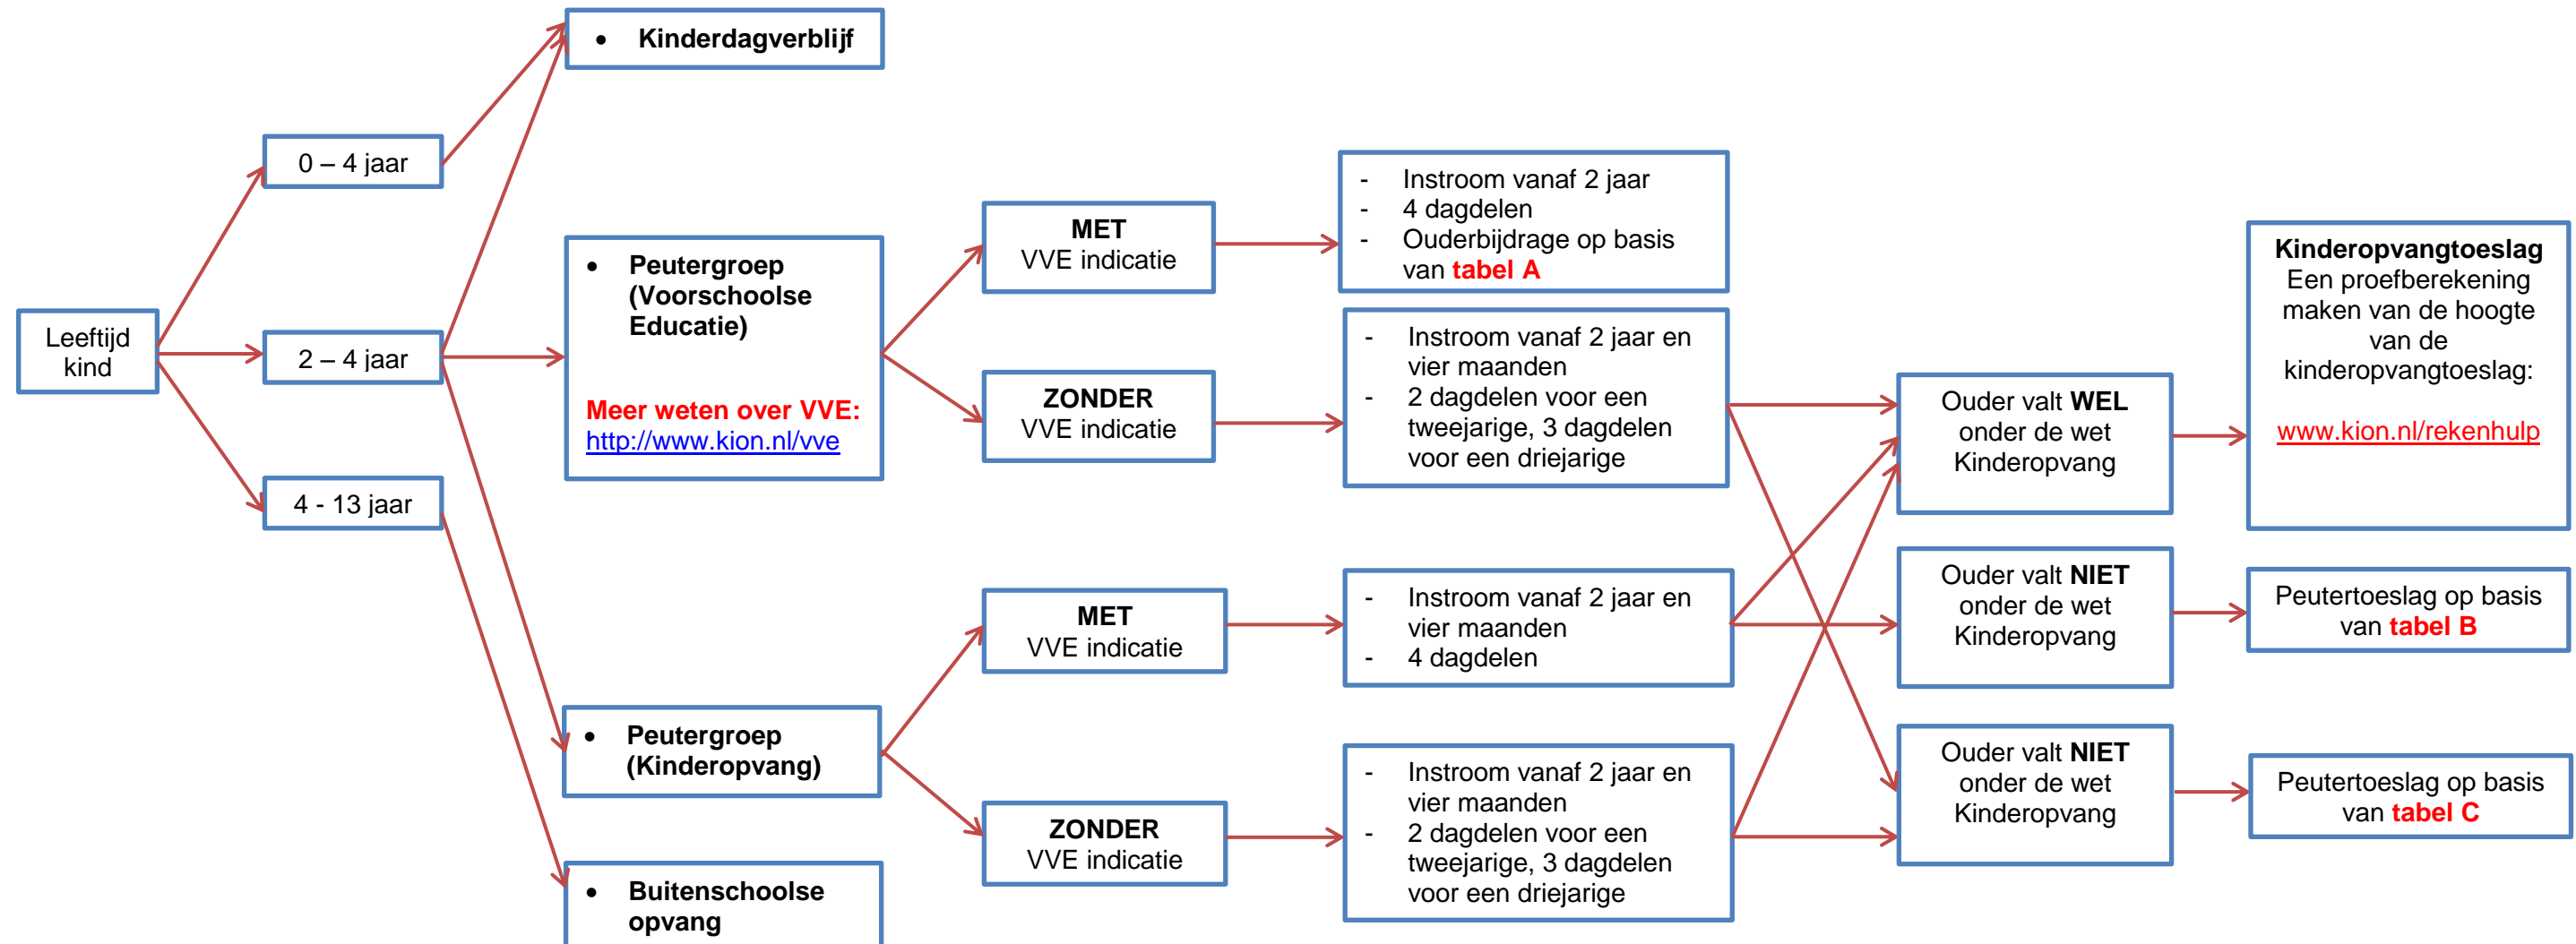 Leeftijd
kind
0 – 4 jaar
2 – 4 jaar
4 - 13 jaar
• Kinderdagverblijf
• Peutergroep
(Voorschoolse
Educatie)
Meer weten over VVE:
http://www.kion.nl/vve
• Peutergroep
(Kinderopvang)
• Buitenschoolse
opvang
MET
VVE indicatie
ZONDER
VVE indicatie
MET
VVE indicatie
ZONDER
VVE indicatie
- Instroom vanaf 2 jaar
- 4 dagdelen
- Ouderbijdrage op basis
van tabel A
- Instroom vanaf 2 jaar en
vier maanden
- 2 dagdelen voor een
tweejarige, 3 dagdelen
voor een driejarige
- Instroom vanaf 2 jaar en
vier maanden
- 4 dagdelen
- Instroom vanaf 2 jaar en
vier maanden
- 2 dagdelen voor een
tweejarige, 3 dagdelen
voor een driejarige
Ouder valt WEL
onder de wet
Kinderopvang
Ouder valt NIET
onder de wet
Kinderopvang
Ouder valt NIET
onder de wet
Kinderopvang
Kinderopvangtoeslag
Een proefberekening
maken van de hoogte
van de
kinderopvangtoeslag:
www.kion.nl/rekenhulp
Peutertoeslag op basis
van tabel B
Peutertoeslag op basis
van tabel C